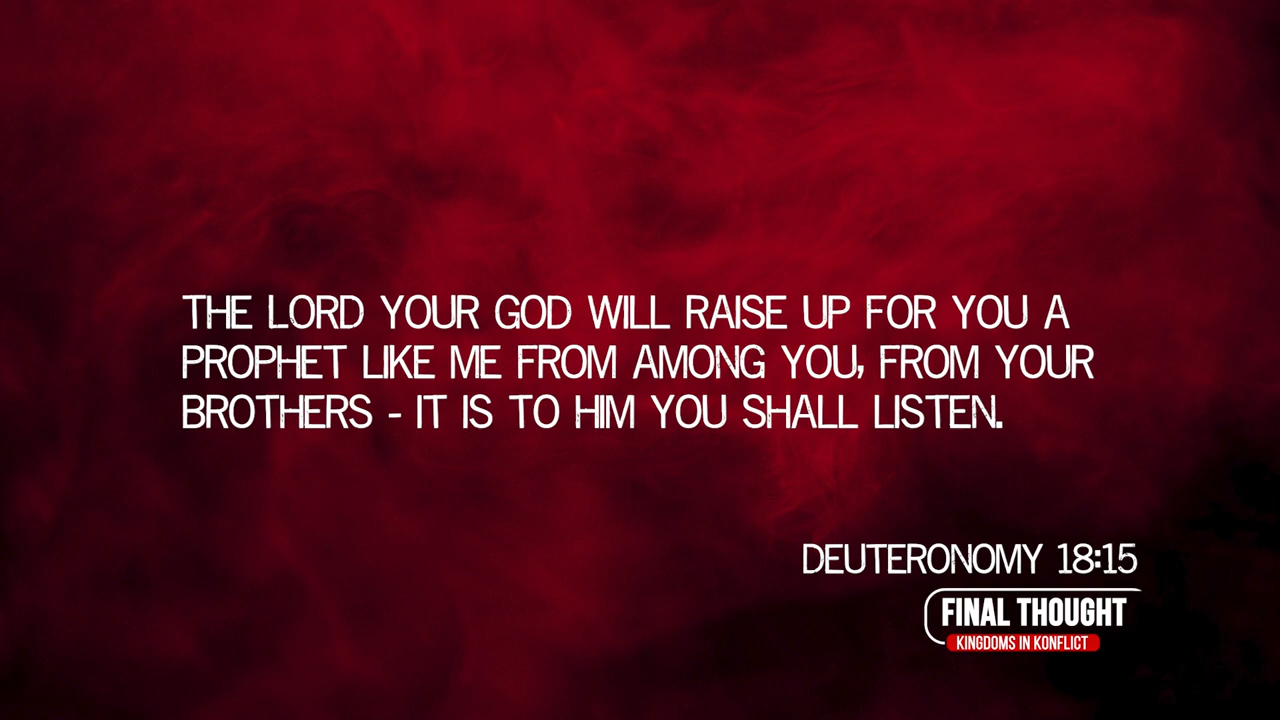 THE LORD YOUR GOD WILL RAISE UP FOR YOU A
PROPHET LIKE ME FROM AMONG YOU, FROM YOUR
BROTHERS - IT IS TO HIM YOU SHALL LISTEN.
DEUTERONOMY 18:15
FINAL THOUGHT
KINGDOMS IN KONFLICT